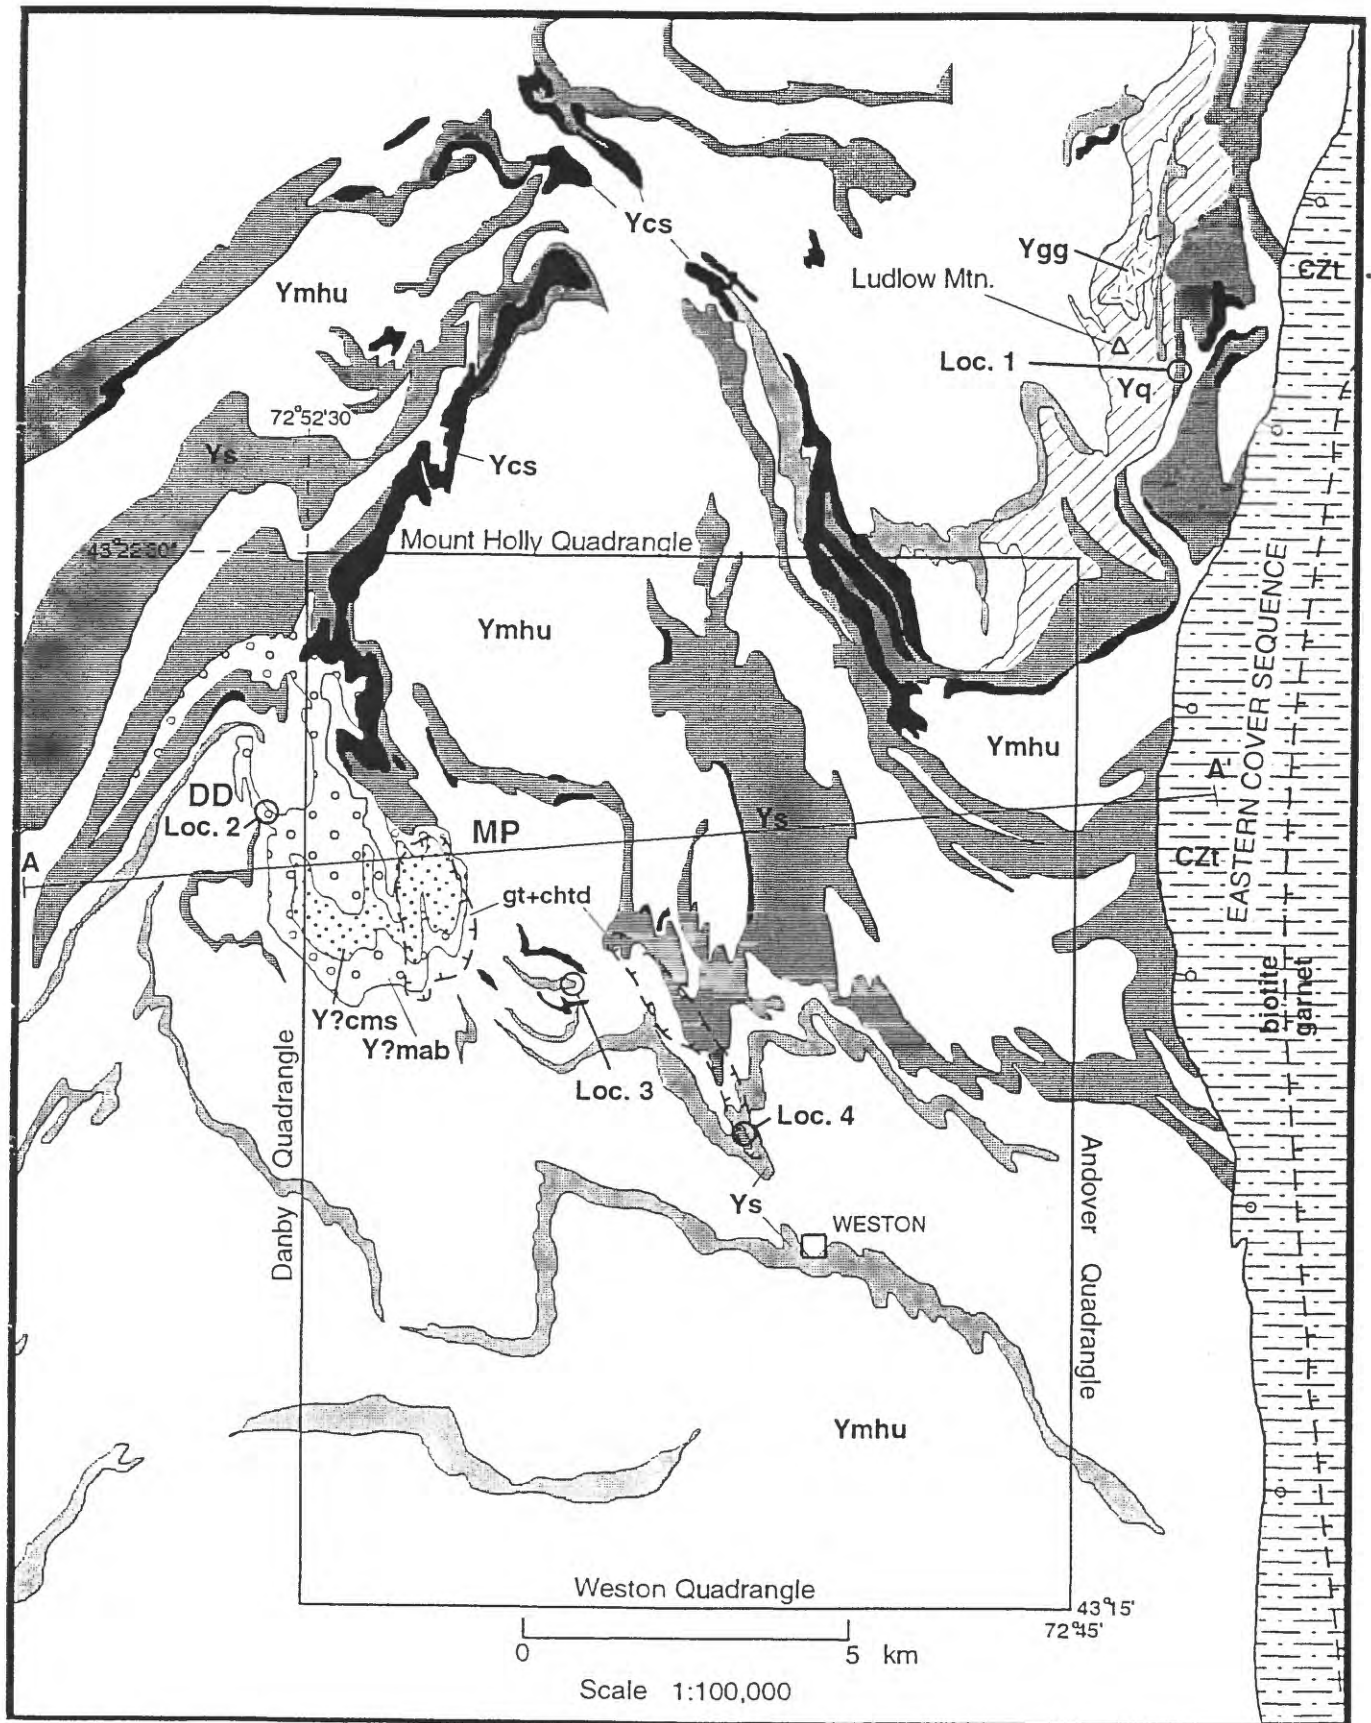 Ycs
Ygg
ЄZt
Ymhu
Ludlow Mtn.
Loc. 1
Yq
72°52'30
Ys
Ycs
43°22'30"
Mount Holly Quadrangle
Ymhu
EASTERN COVER SEQUENCE
Ymhu
A'
DD
Loc. 2
MP
Ys
A
CZt
gt+chtd
biotite
garnet
Y?cms
Y?mab
Loc. 3
Loc. 4
Danby Quadrangle
Andover Quadrangle
Ys
WESTON
Ymhu
Weston Quadrangle
43°15'
72°45'
0 5 km
Scale 1:100,000